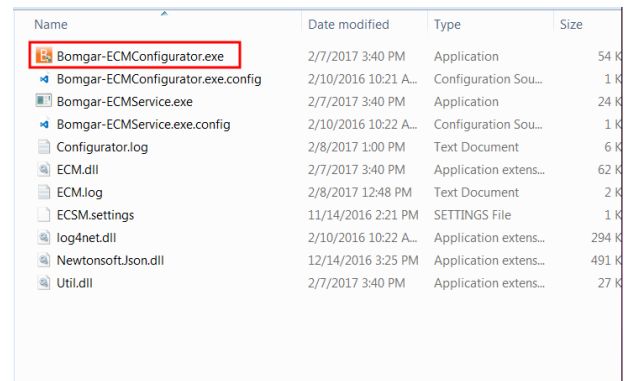 Name Date modified Type Size
Bomgar-ECMConfigurator.exe 2/7/2017 3:40 PM Application 54 K
Bomgar-ECMConfigurator.exe.config 2/10/2016 10:21 A... Configuration Sou... 1 K
Bomgar-ECMService.exe 2/7/2017 3:40 PM Application 24 K
Bomgar-ECMService.exe.config 2/10/2016 10:22 A... Configuration Sou... 1 K
Configurator.log 2/8/2017 1:00 PM Text Document 6 K
ECM.dll 2/7/2017 3:40 PM Application extens... 62 K
ECM.log 2/8/2017 12:48 PM Text Document 2 K
ECSM.settings 11/14/2016 2:21 PM SETTINGS File 1 K
log4net.dll 2/10/2016 10:22 A... Application extens... 294 K
Newtonsoft.Json.dll 12/14/2016 3:25 PM Application extens... 491 K
Util.dll 2/7/2017 3:40 PM Application extens... 27 K